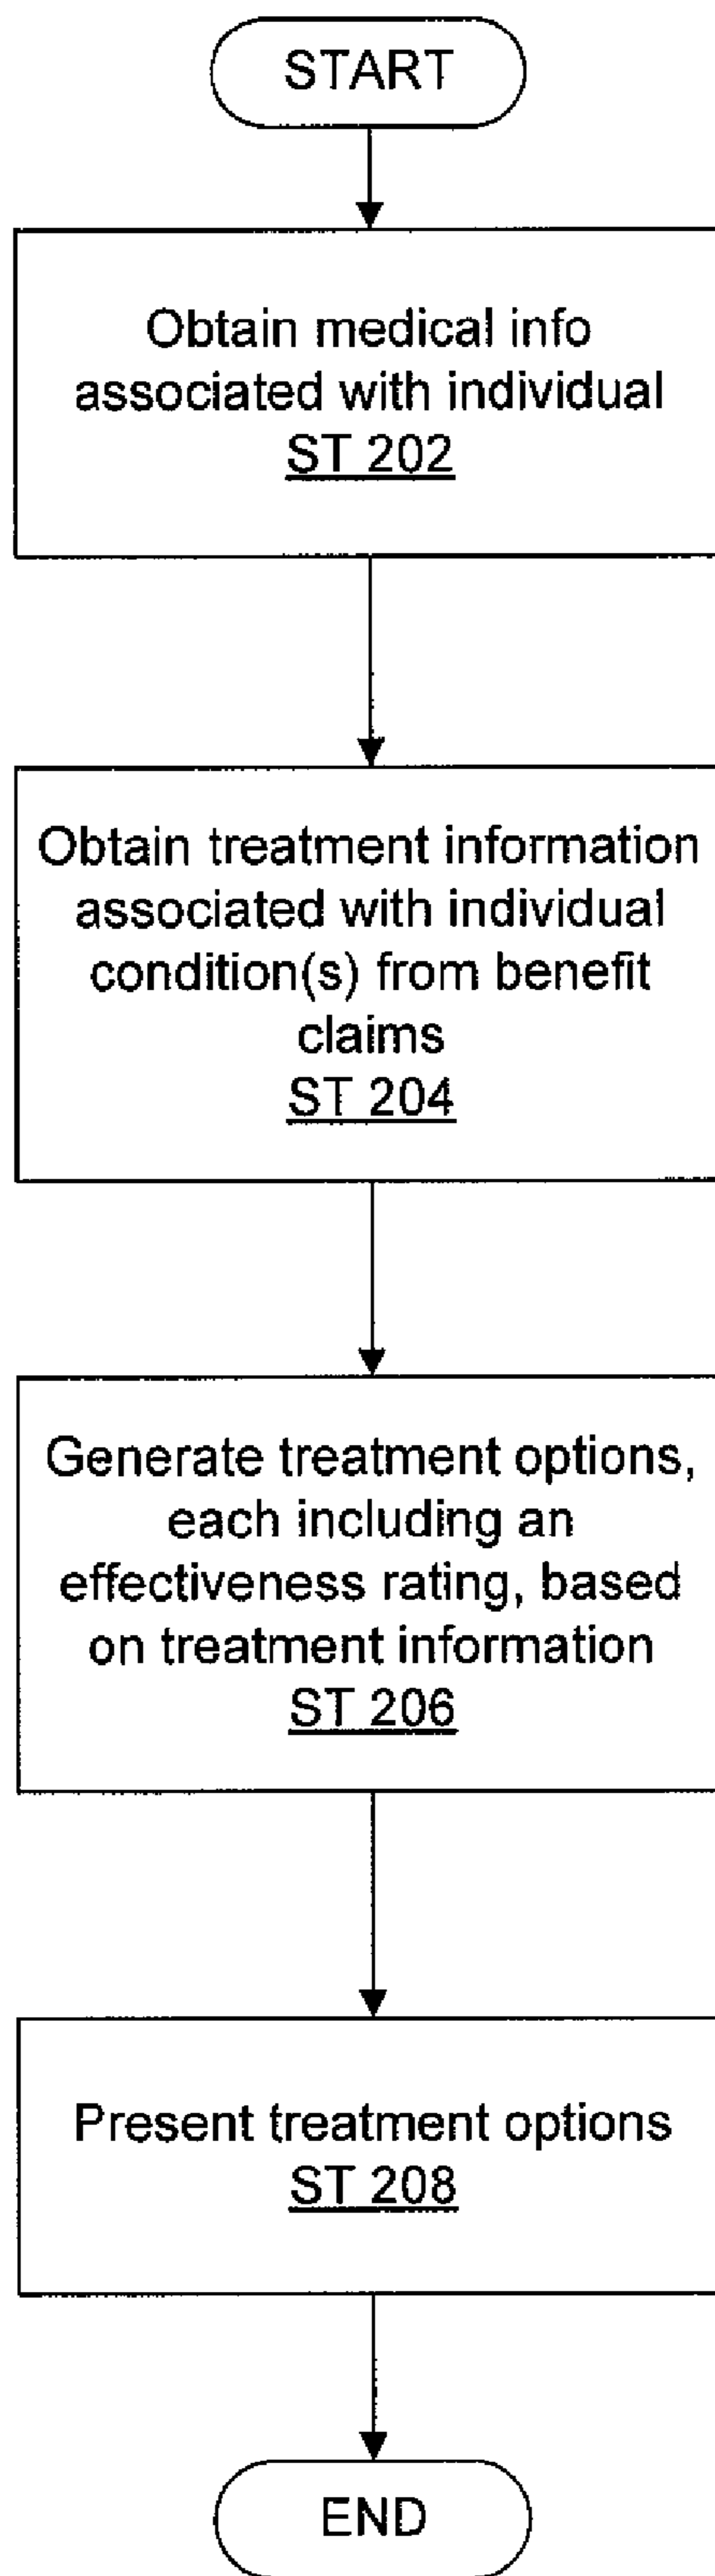 START
Obtain medical info
associated with individual
ST 202
Obtain treatment information
associated with individual
condition(s) from benefit
claims
ST 204
Generate treatment options,
each including an
effectiveness rating, based
on treatment information
ST 206
Present treatment options
ST 208
END